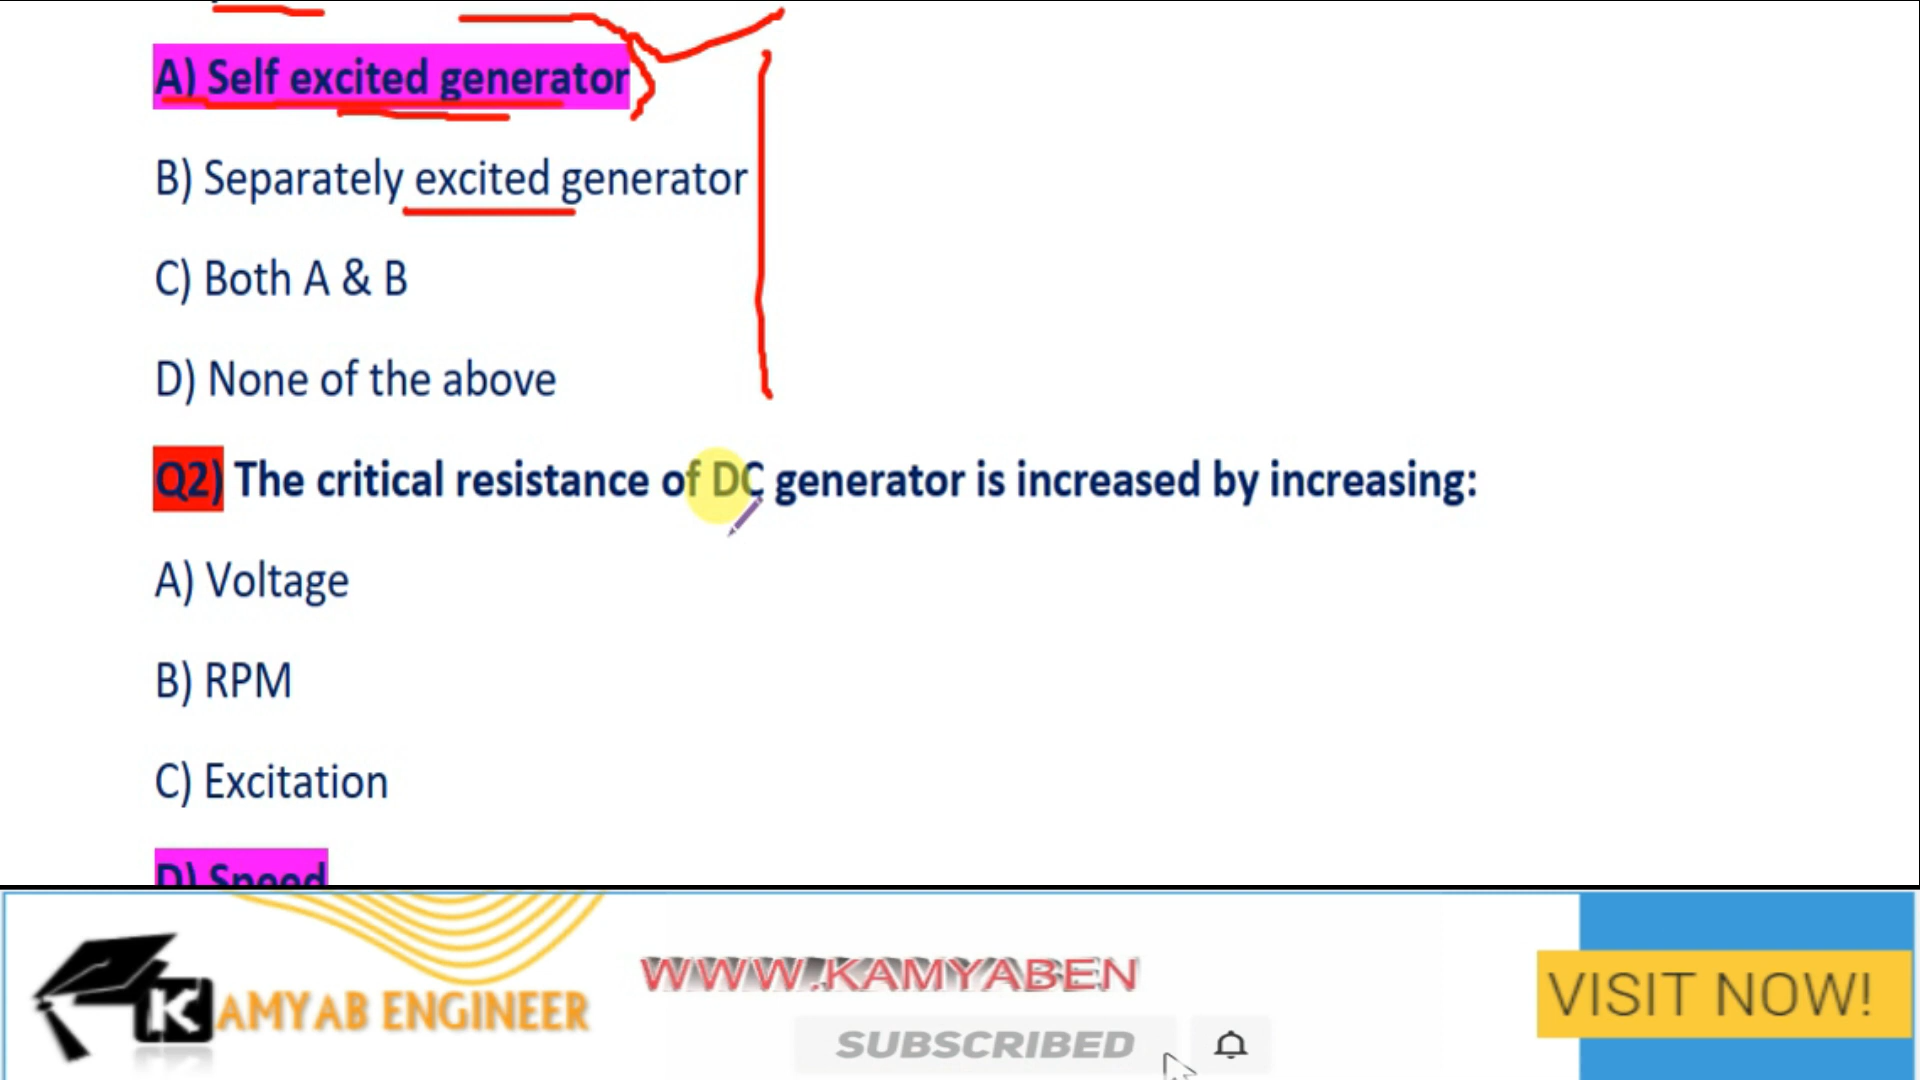 A) Self excited generator
B) Separately excited generator
C) Both A & B
D) None of the above
Q2) The critical resistance of DC generator is increased by increasing:
A) Voltage
B) RPM
C) Excitation
D) Speed
KAMYAB ENGINEER
WWW.KAMYABEN
SUBSCRIBED
VISIT NOW!